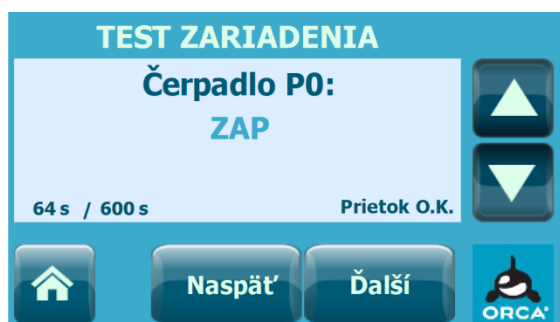 TEST ZARIADENIA
Čerpadlo P0:
ZAP
64 s / 600 s Prietok O.K.
Naspäť Ďalší
ORCA